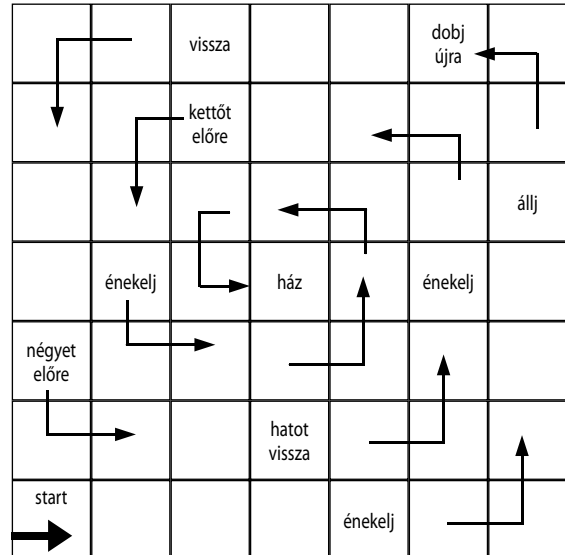 vissza
dobj
újra
kettőt
előre
állj
énekelj
ház
énekelj
négyet
előre
hatot
vissza
start
énekelj